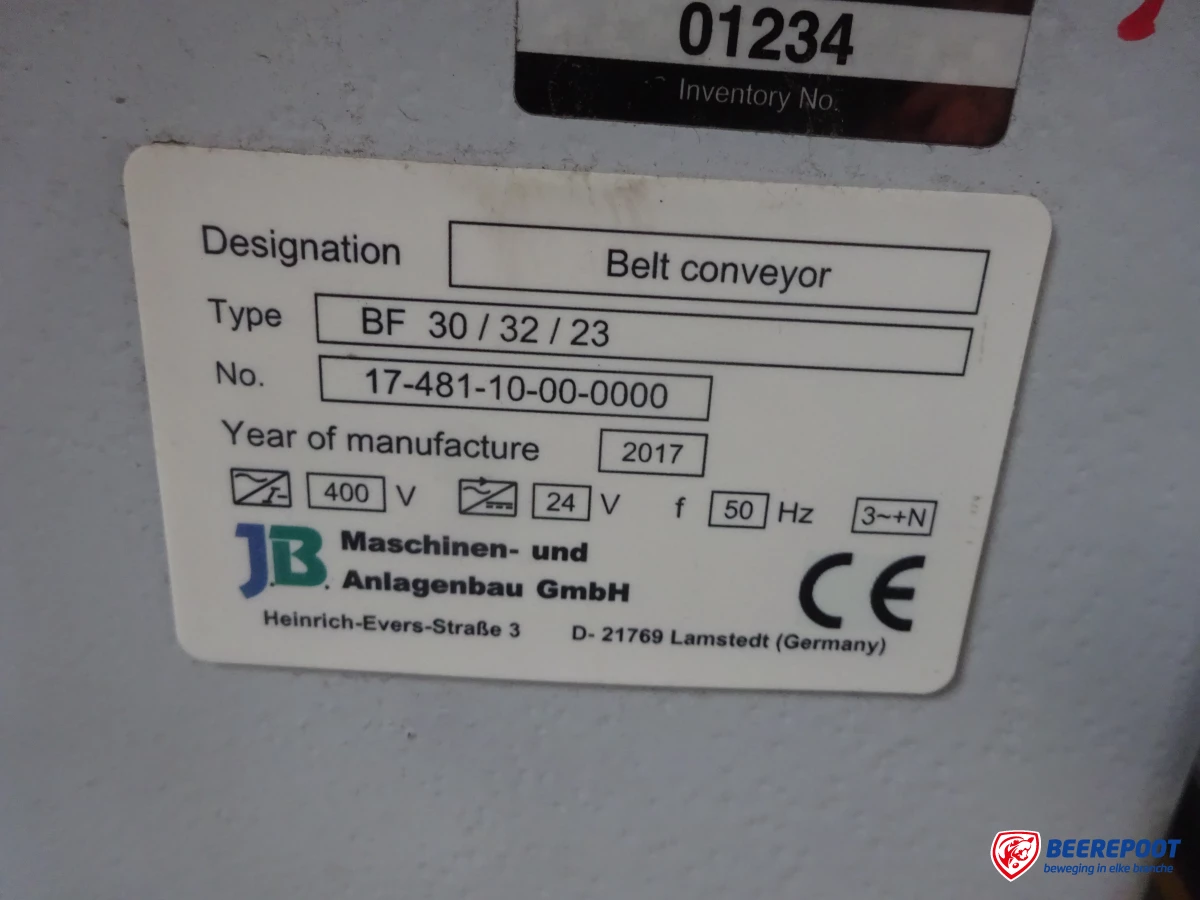 01234
Inventory No.
Designation Belt conveyor
Type BF 30 / 32 / 23
No. 17-481-10-00-0000
Year of manufacture 2017
400 V 24 V f 50 Hz 3~+N
J.B. Maschinen- und
Anlagenbau GmbH
CE
Heinrich-Evers-Straße 3 D- 21769 Lamstedt (Germany)
BEEREPOOT
beweging in elke branche